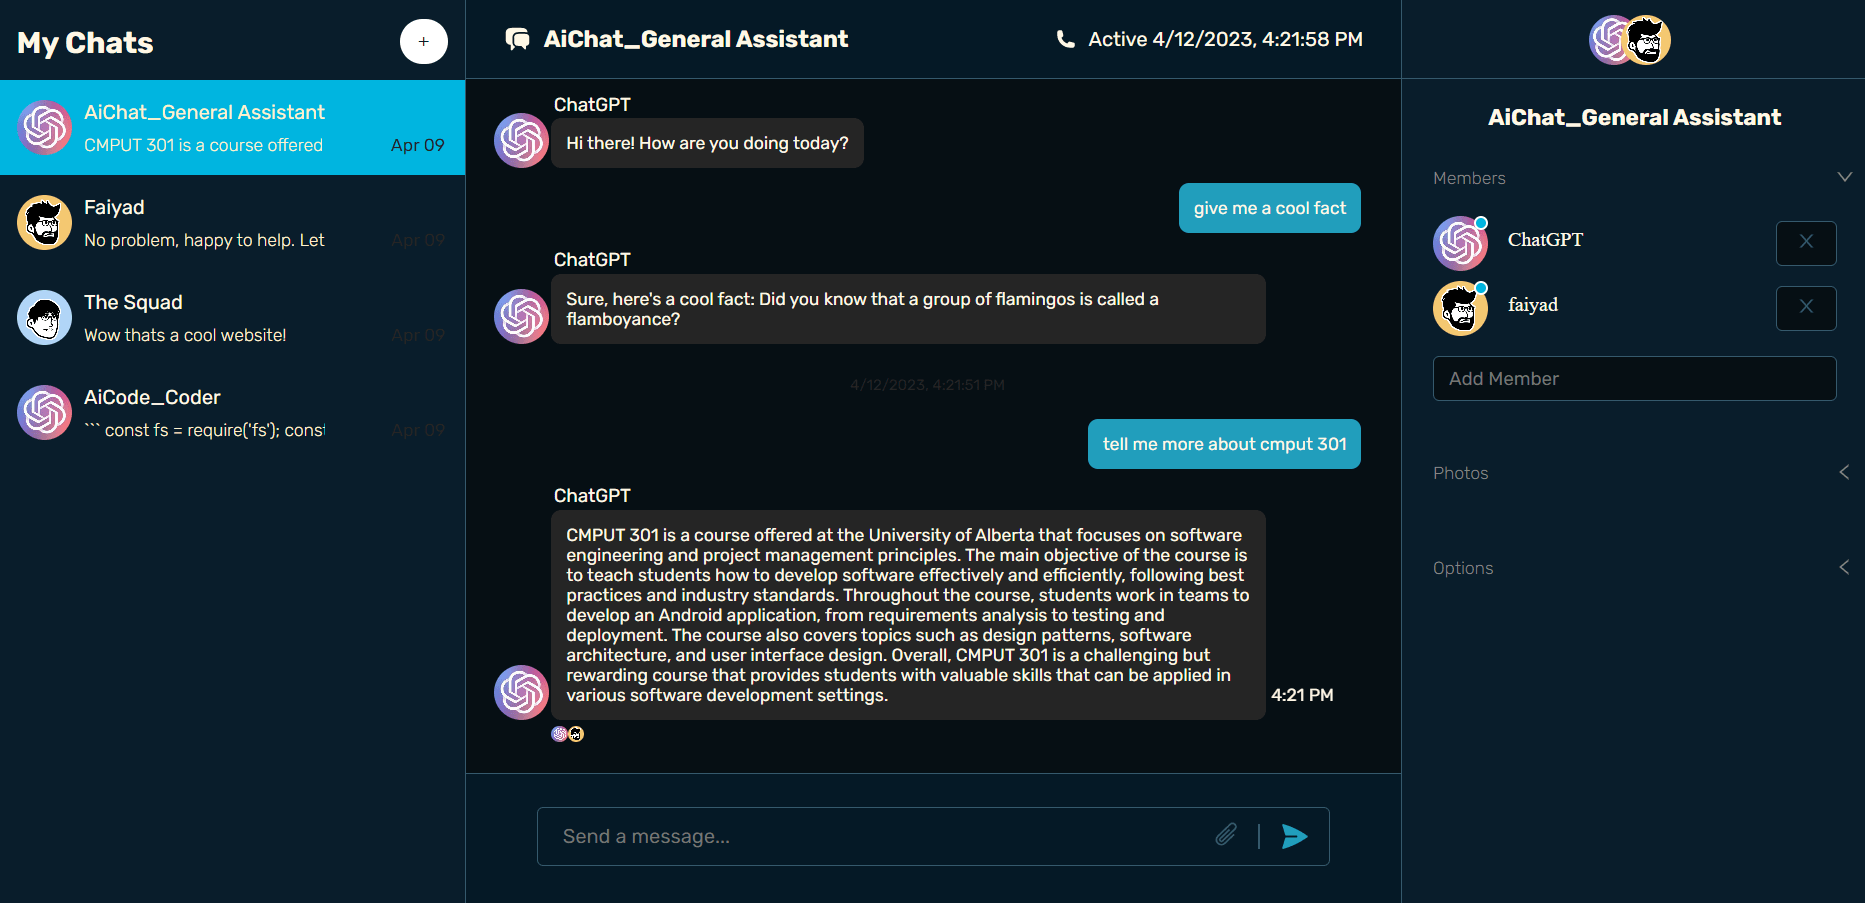 My Chats
+
AiChat_General Assistant
CMPUT 301 is a course offered
Apr 09
Faiyad
No problem, happy to help. Let
Apr 09
The Squad
Wow thats a cool website!
Apr 09
AiCode_Coder
``` const fs = require('fs'); const
Apr 09
AiChat_General Assistant
Active 4/12/2023, 4:21:58 PM
ChatGPT
Hi there! How are you doing today?
give me a cool fact
ChatGPT
Sure, here's a cool fact: Did you know that a group of flamingos is called a
flamboyance?
4/12/2023, 4:21:51 PM
tell me more about cmput 301
ChatGPT
CMPUT 301 is a course offered at the University of Alberta that focuses on software
engineering and project management principles. The main objective of the course is
to teach students how to develop software effectively and efficiently, following best
practices and industry standards. Throughout the course, students work in teams to
develop an Android application, from requirements analysis to testing and
deployment. The course also covers topics such as design patterns, software
architecture, and user interface design. Overall, CMPUT 301 is a challenging but
rewarding course that provides students with valuable skills that can be applied in
various software development settings.
4:21 PM
Send a message...
AiChat_General Assistant
Members
ChatGPT
X
faiyad
X
Add Member
Photos
Options